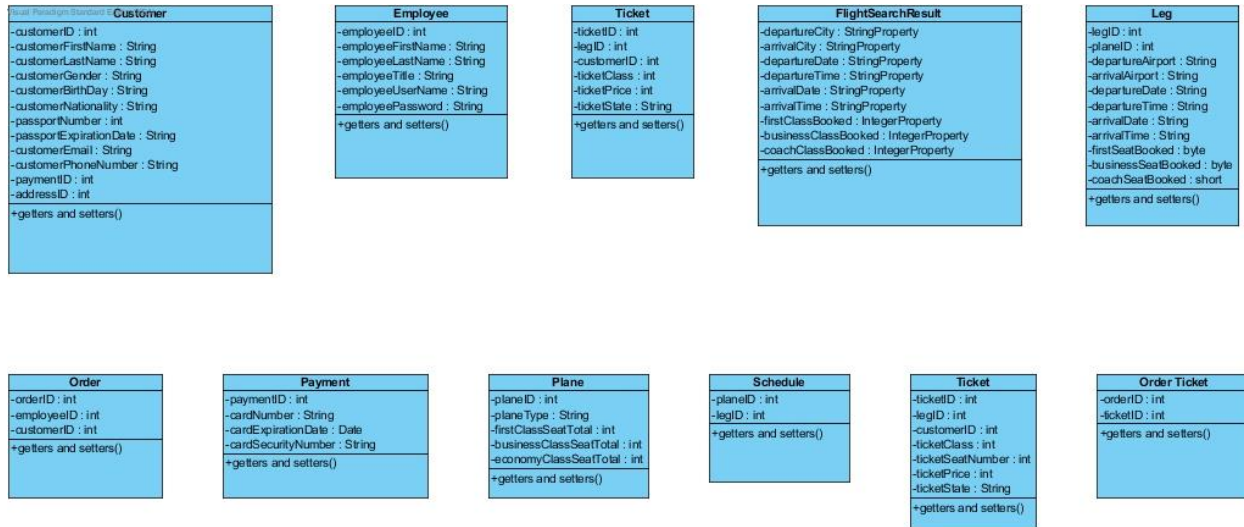 Visual Paradigm Standard
Customer
-customerID : int
-customerFirstName : String
-customerLastName : String
-customerGender : String
-customerBirthDay : String
-customerNationality : String
-passportNumber : int
-passportExpirationDate : String
-customerEmail : String
-customerPhoneNumber : String
-paymentID : int
-addressID : int
+getters and setters()
Employee
-employeeID : int
-employeeFirstName : String
-employeeLastName : String
-employeeTitle : String
-employeeUserName : String
-employeePassword : String
+getters and setters()
Ticket
-ticketID : int
-legID : int
-customerID : int
-ticketClass : int
-ticketPrice : int
-ticketState : String
+getters and setters()
FlightSearchResult
-departureCity : StringProperty
-arrivalCity : StringProperty
-departureDate : StringProperty
-departureTime : StringProperty
-arrivalDate : StringProperty
-arrivalTime : StringProperty
-firstClassBooked : IntegerProperty
-businessClassBooked : IntegerProperty
-coachClassBooked : IntegerProperty
+getters and setters()
Leg
-legID : int
-planeID : int
-departureAirport : String
-arrivalAirport : String
-departureDate : String
-departureTime : String
-arrivalDate : String
-arrivalTime : String
-firstSeatBooked : byte
-businessSeatBooked : byte
-coachSeatBooked : short
+getters and setters()
Order
-orderID : int
-employeeID : int
-customerID : int
+getters and setters()
Payment
-paymentID : int
-cardNumber : String
-cardExpirationDate : Date
-cardSecurityNumber : String
+getters and setters()
Plane
-planeID : int
-planeType : String
-firstClassSeatTotal : int
-businessClassSeatTotal : int
-economyClassSeatTotal : int
+getters and setters()
Schedule
-planeID : int
-legID : int
+getters and setters()
Ticket
-ticketID : int
-legID : int
-customerID : int
-ticketClass : int
-ticketSeatNumber : int
-ticketPrice : int
-ticketState : String
+getters and setters()
Order Ticket
-orderID : int
-ticketID : int
+getters and setters()